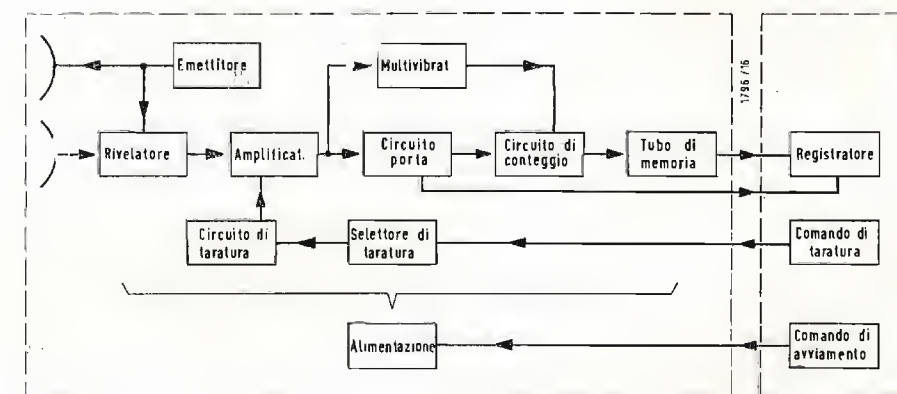 Emettitore
Multivibrat
1796 /16
Rivelatore
Amplificat.
Circuito
porta
Circuito di
conteggio
Tubo di
memoria
Registratore
Circuito di
taratura
Selettore di
taratura
Comando di
taratura
Alimentazione
Comando di
avviamento